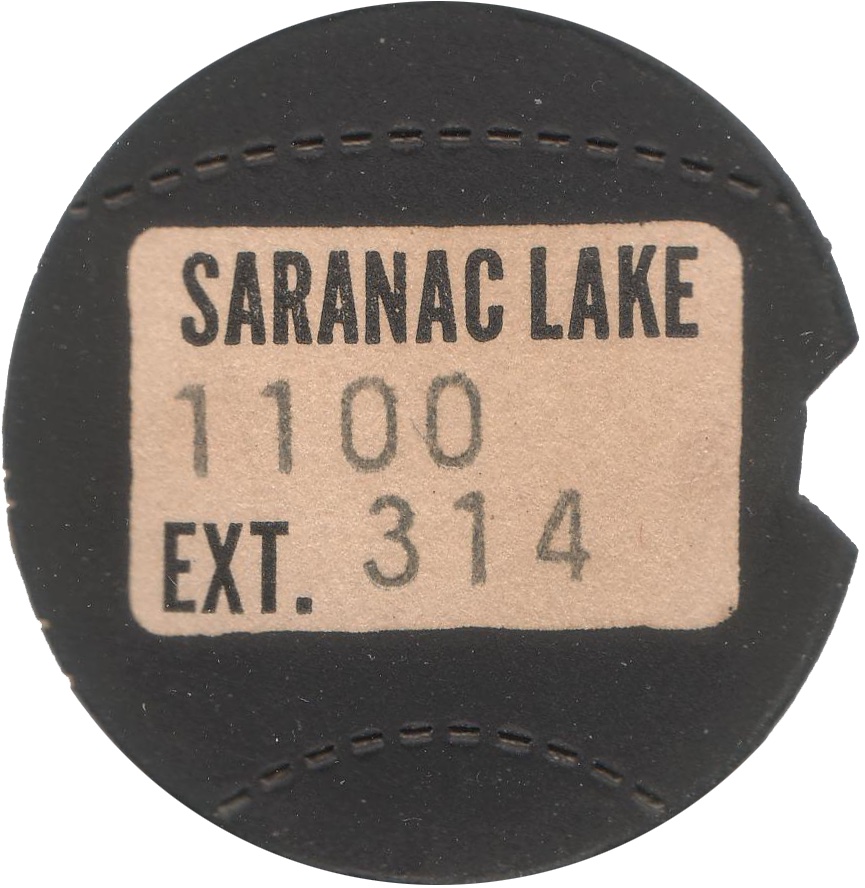 SARANAC LAKE
1100
EXT. 314